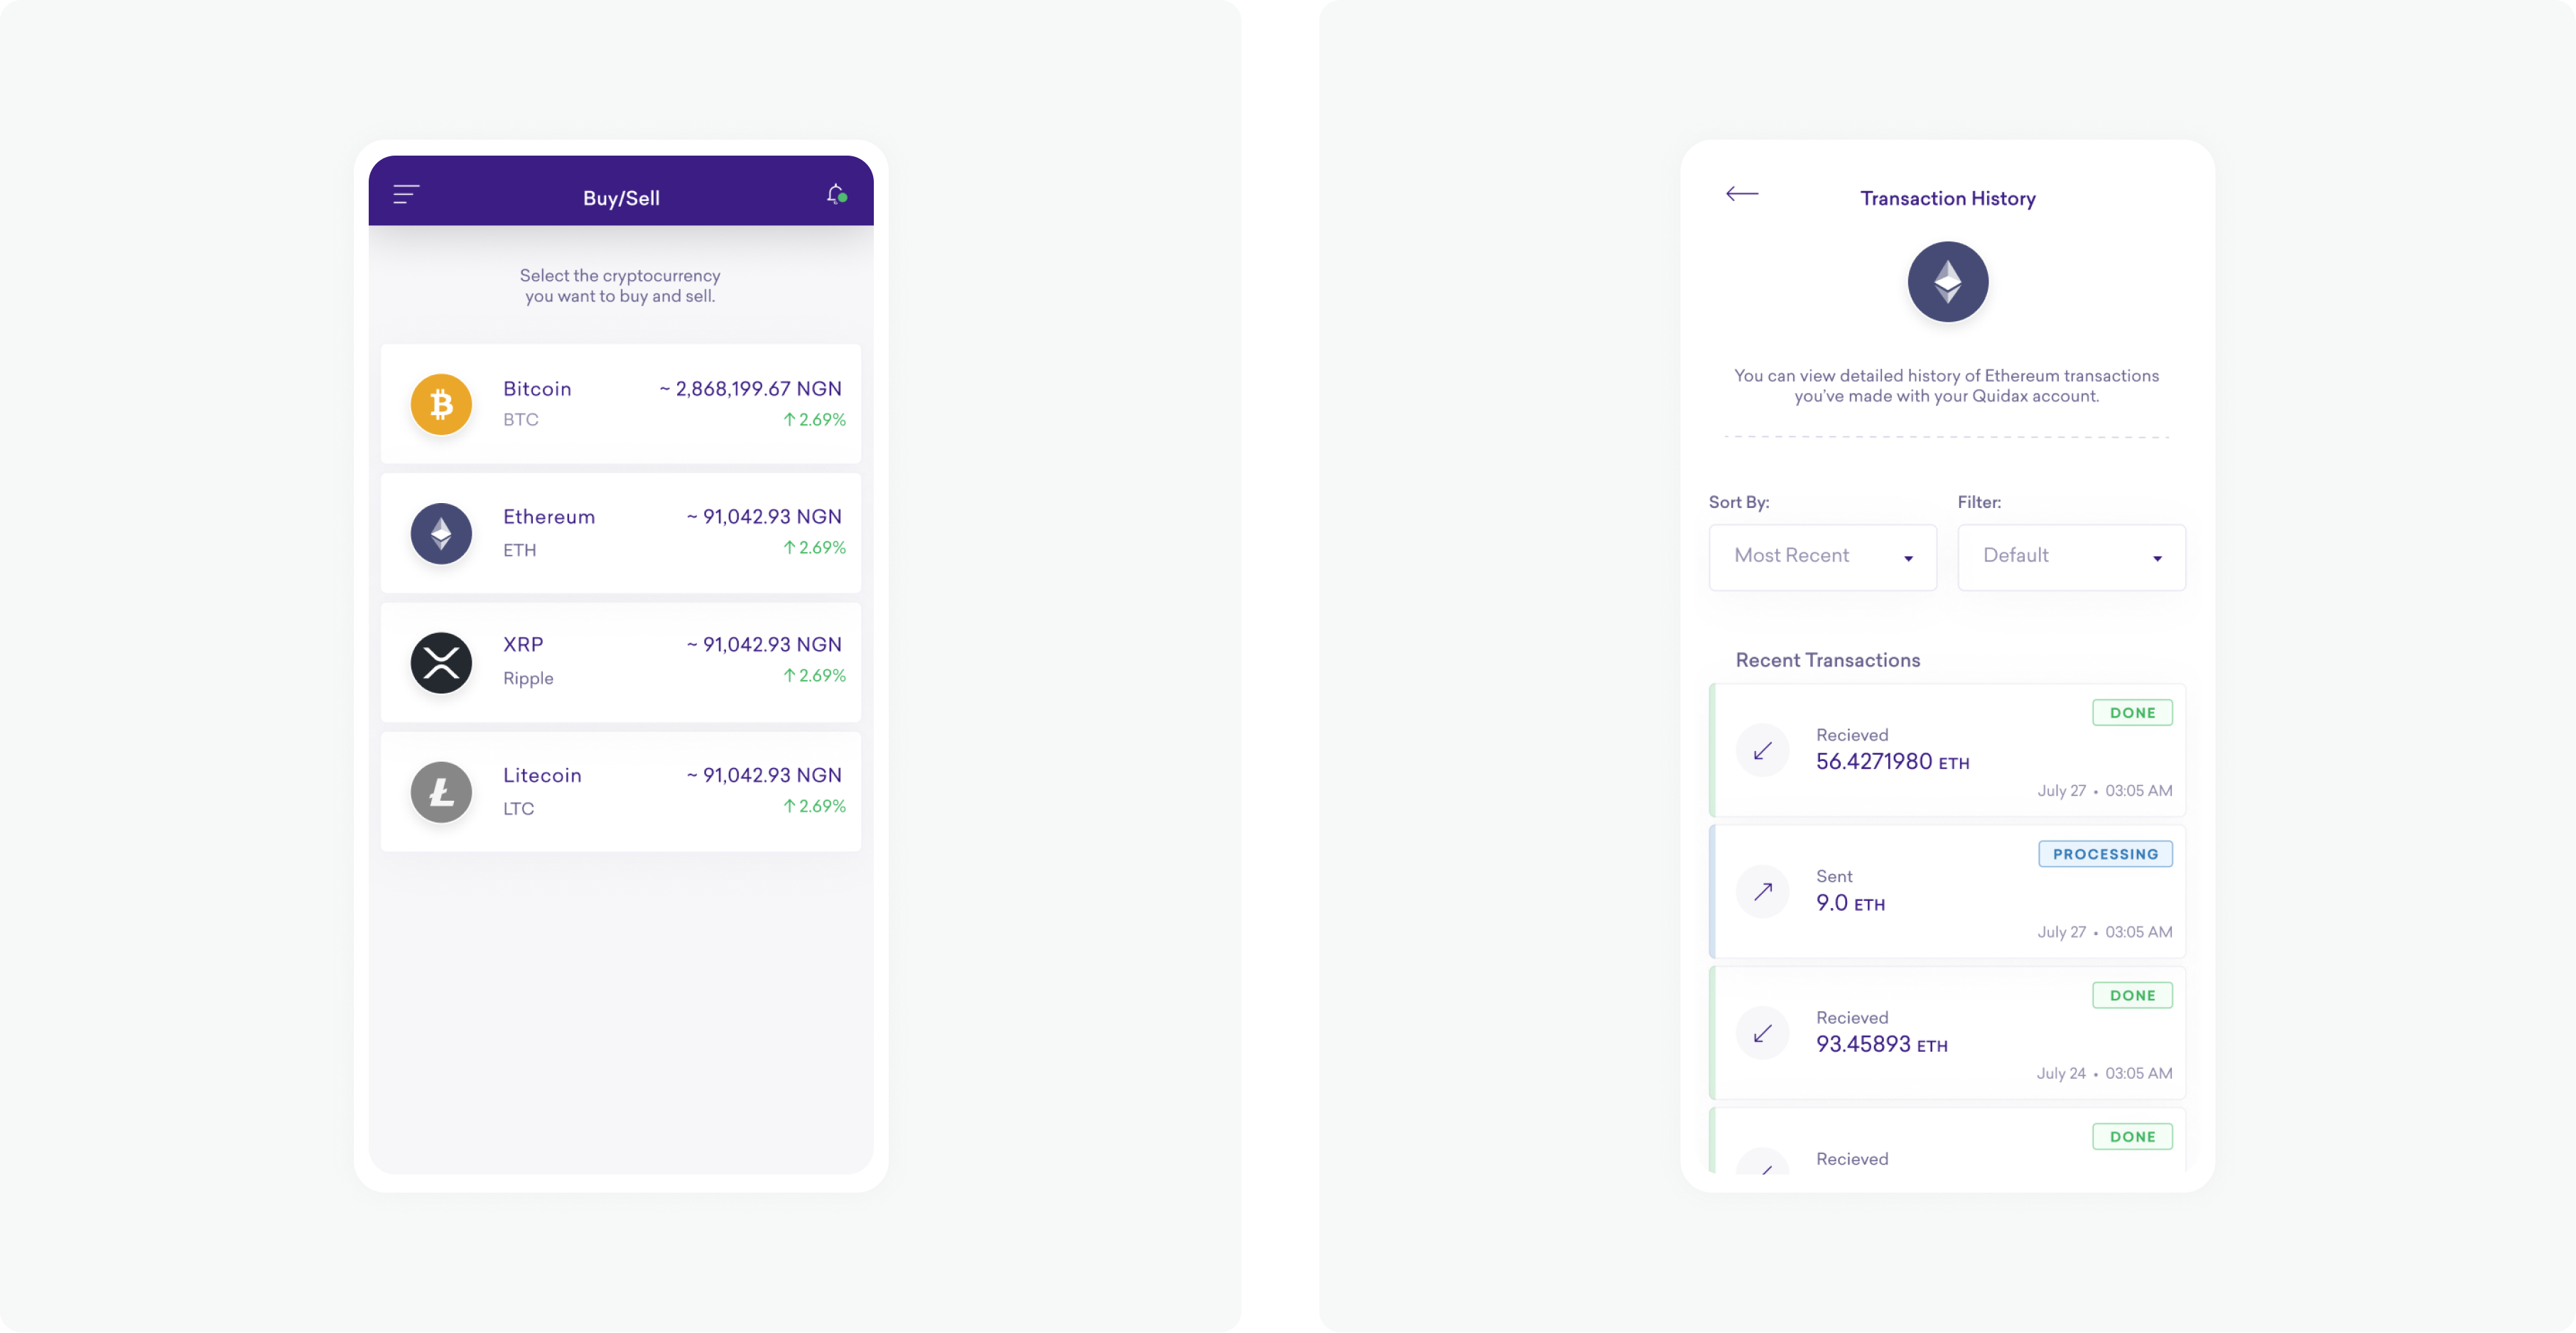 Buy/Sell
Select the cryptocurrency
you want to buy and sell.
Bitcoin ~ 2,868,199.67 NGN
BTC ↑ 2.69%
Ethereum ~ 91,042.93 NGN
ETH ↑ 2.69%
XRP ~ 91,042.93 NGN
Ripple ↑ 2.69%
Litecoin ~ 91,042.93 NGN
LTC ↑ 2.69%
Transaction History
You can view detailed history of Ethereum transactions
you've made with your Quidax account.
Sort By: Filter:
Most Recent Default
Recent Transactions
DONE
Recieved
56.4271980 ETH
July 27 • 03:05 AM
PROCESSING
Sent
9.0 ETH
July 27 • 03:05 AM
DONE
Recieved
93.45893 ETH
July 24 • 03:05 AM
DONE
Recieved